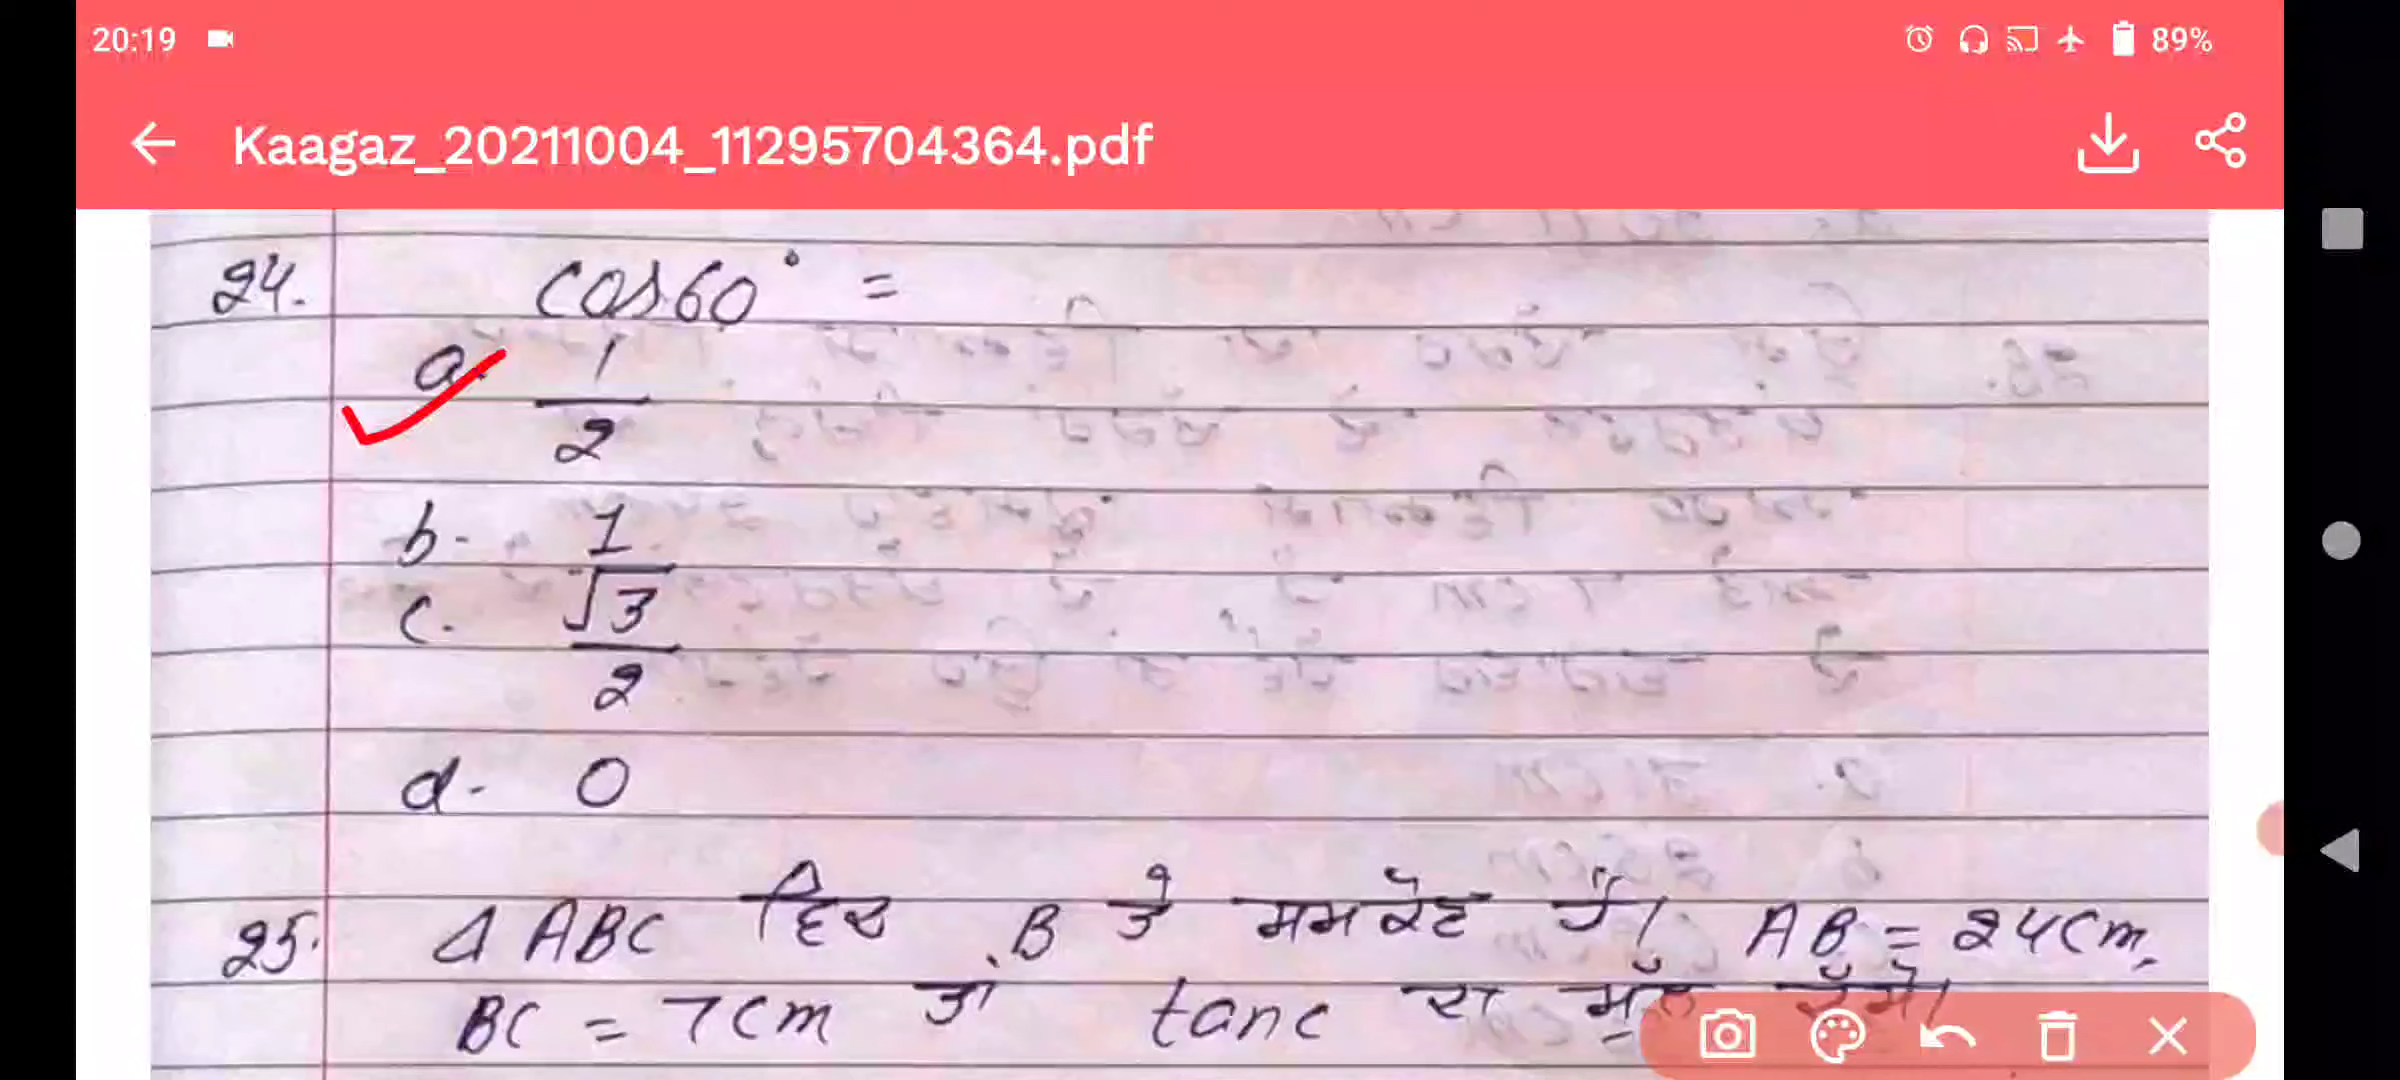 20:19 89%
Kaagaz_20211004_11295704364.pdf
24. cos60° =
a. 1/2
b. 1
c. √3/2
d. 0
25. Δ ABC ਵਿਚ B ਤੇ ਸਮਕੋਣ ਹੈ। AB = 24cm,
BC = 7cm ਤਾਂ tanc ਦਾ ਮੁੱਲ ਦੱਸੋ।